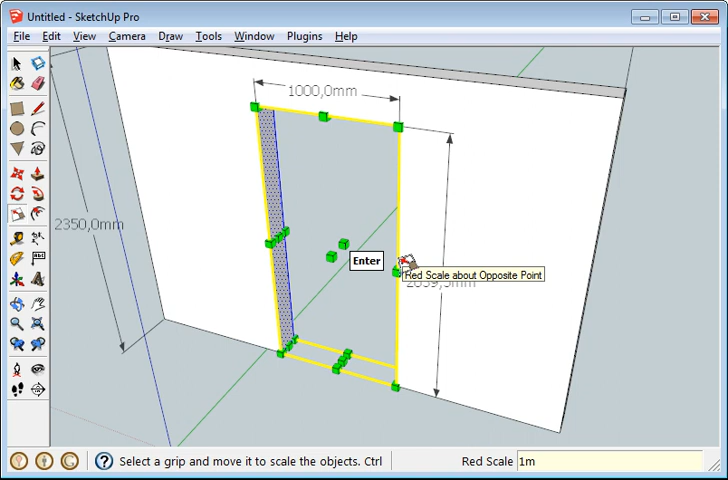 Untitled - SketchUp Pro
File Edit View Camera Draw Tools Window Plugins Help
1000,0mm
2350,0mm
Enter
Red Scale about Opposite Point
Select a grip and move it to scale the objects. Ctrl
Red Scale 1m